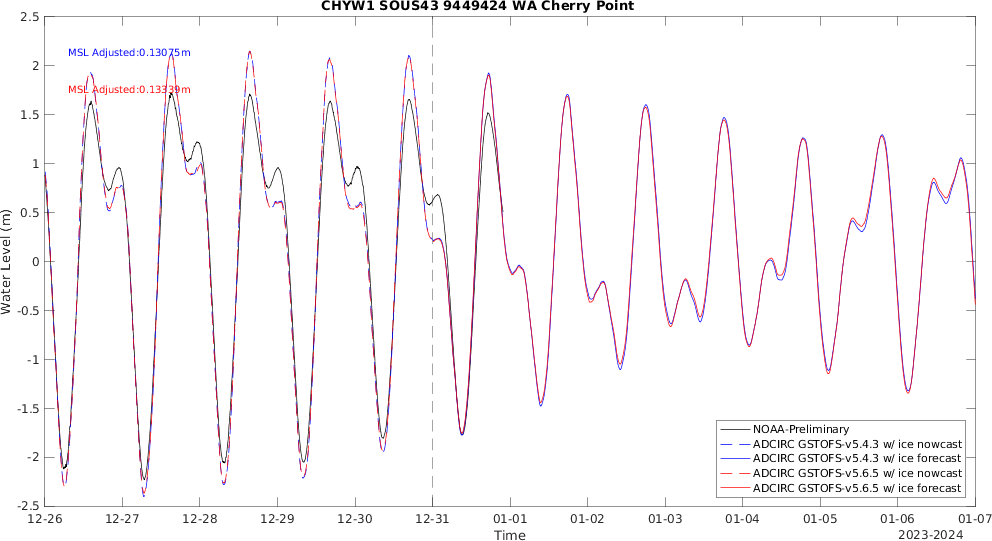 CHYW1 SOUS43 9449424 WA Cherry Point
MSL Adjusted:0.13075m
MSL Adjusted:0.13339m
2.5
2
1.5
1
0.5
0
-0.5
-1
-1.5
-2
-2.5
Water Level (m)
NOAA-Preliminary
ADCIRC GSTOFS-v5.4.3 w/ ice nowcast
ADCIRC GSTOFS-v5.4.3 w/ ice forecast
ADCIRC GSTOFS-v5.6.5 w/ ice nowcast
ADCIRC GSTOFS-v5.6.5 w/ ice forecast
12-26 12-27 12-28 12-29 12-30 12-31 01-01 01-02 01-03 01-04 01-05 01-06 01-07
Time
2023-2024